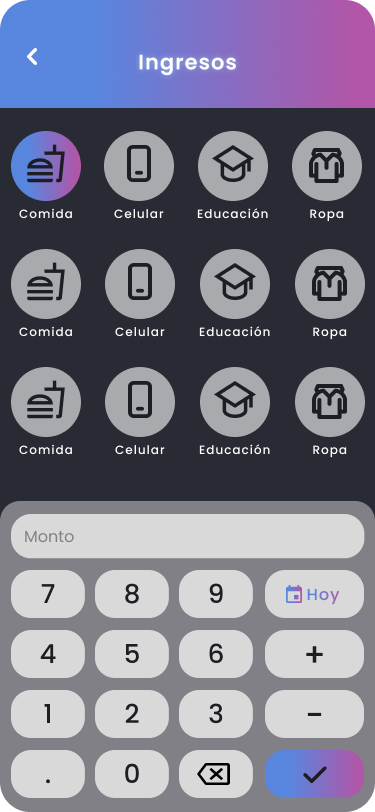 Ingresos
Comida Celular Educación Ropa
Comida Celular Educación Ropa
Comida Celular Educación Ropa
Monto
7 8 9 Hoy
4 5 6 +
1 2 3 -
. 0